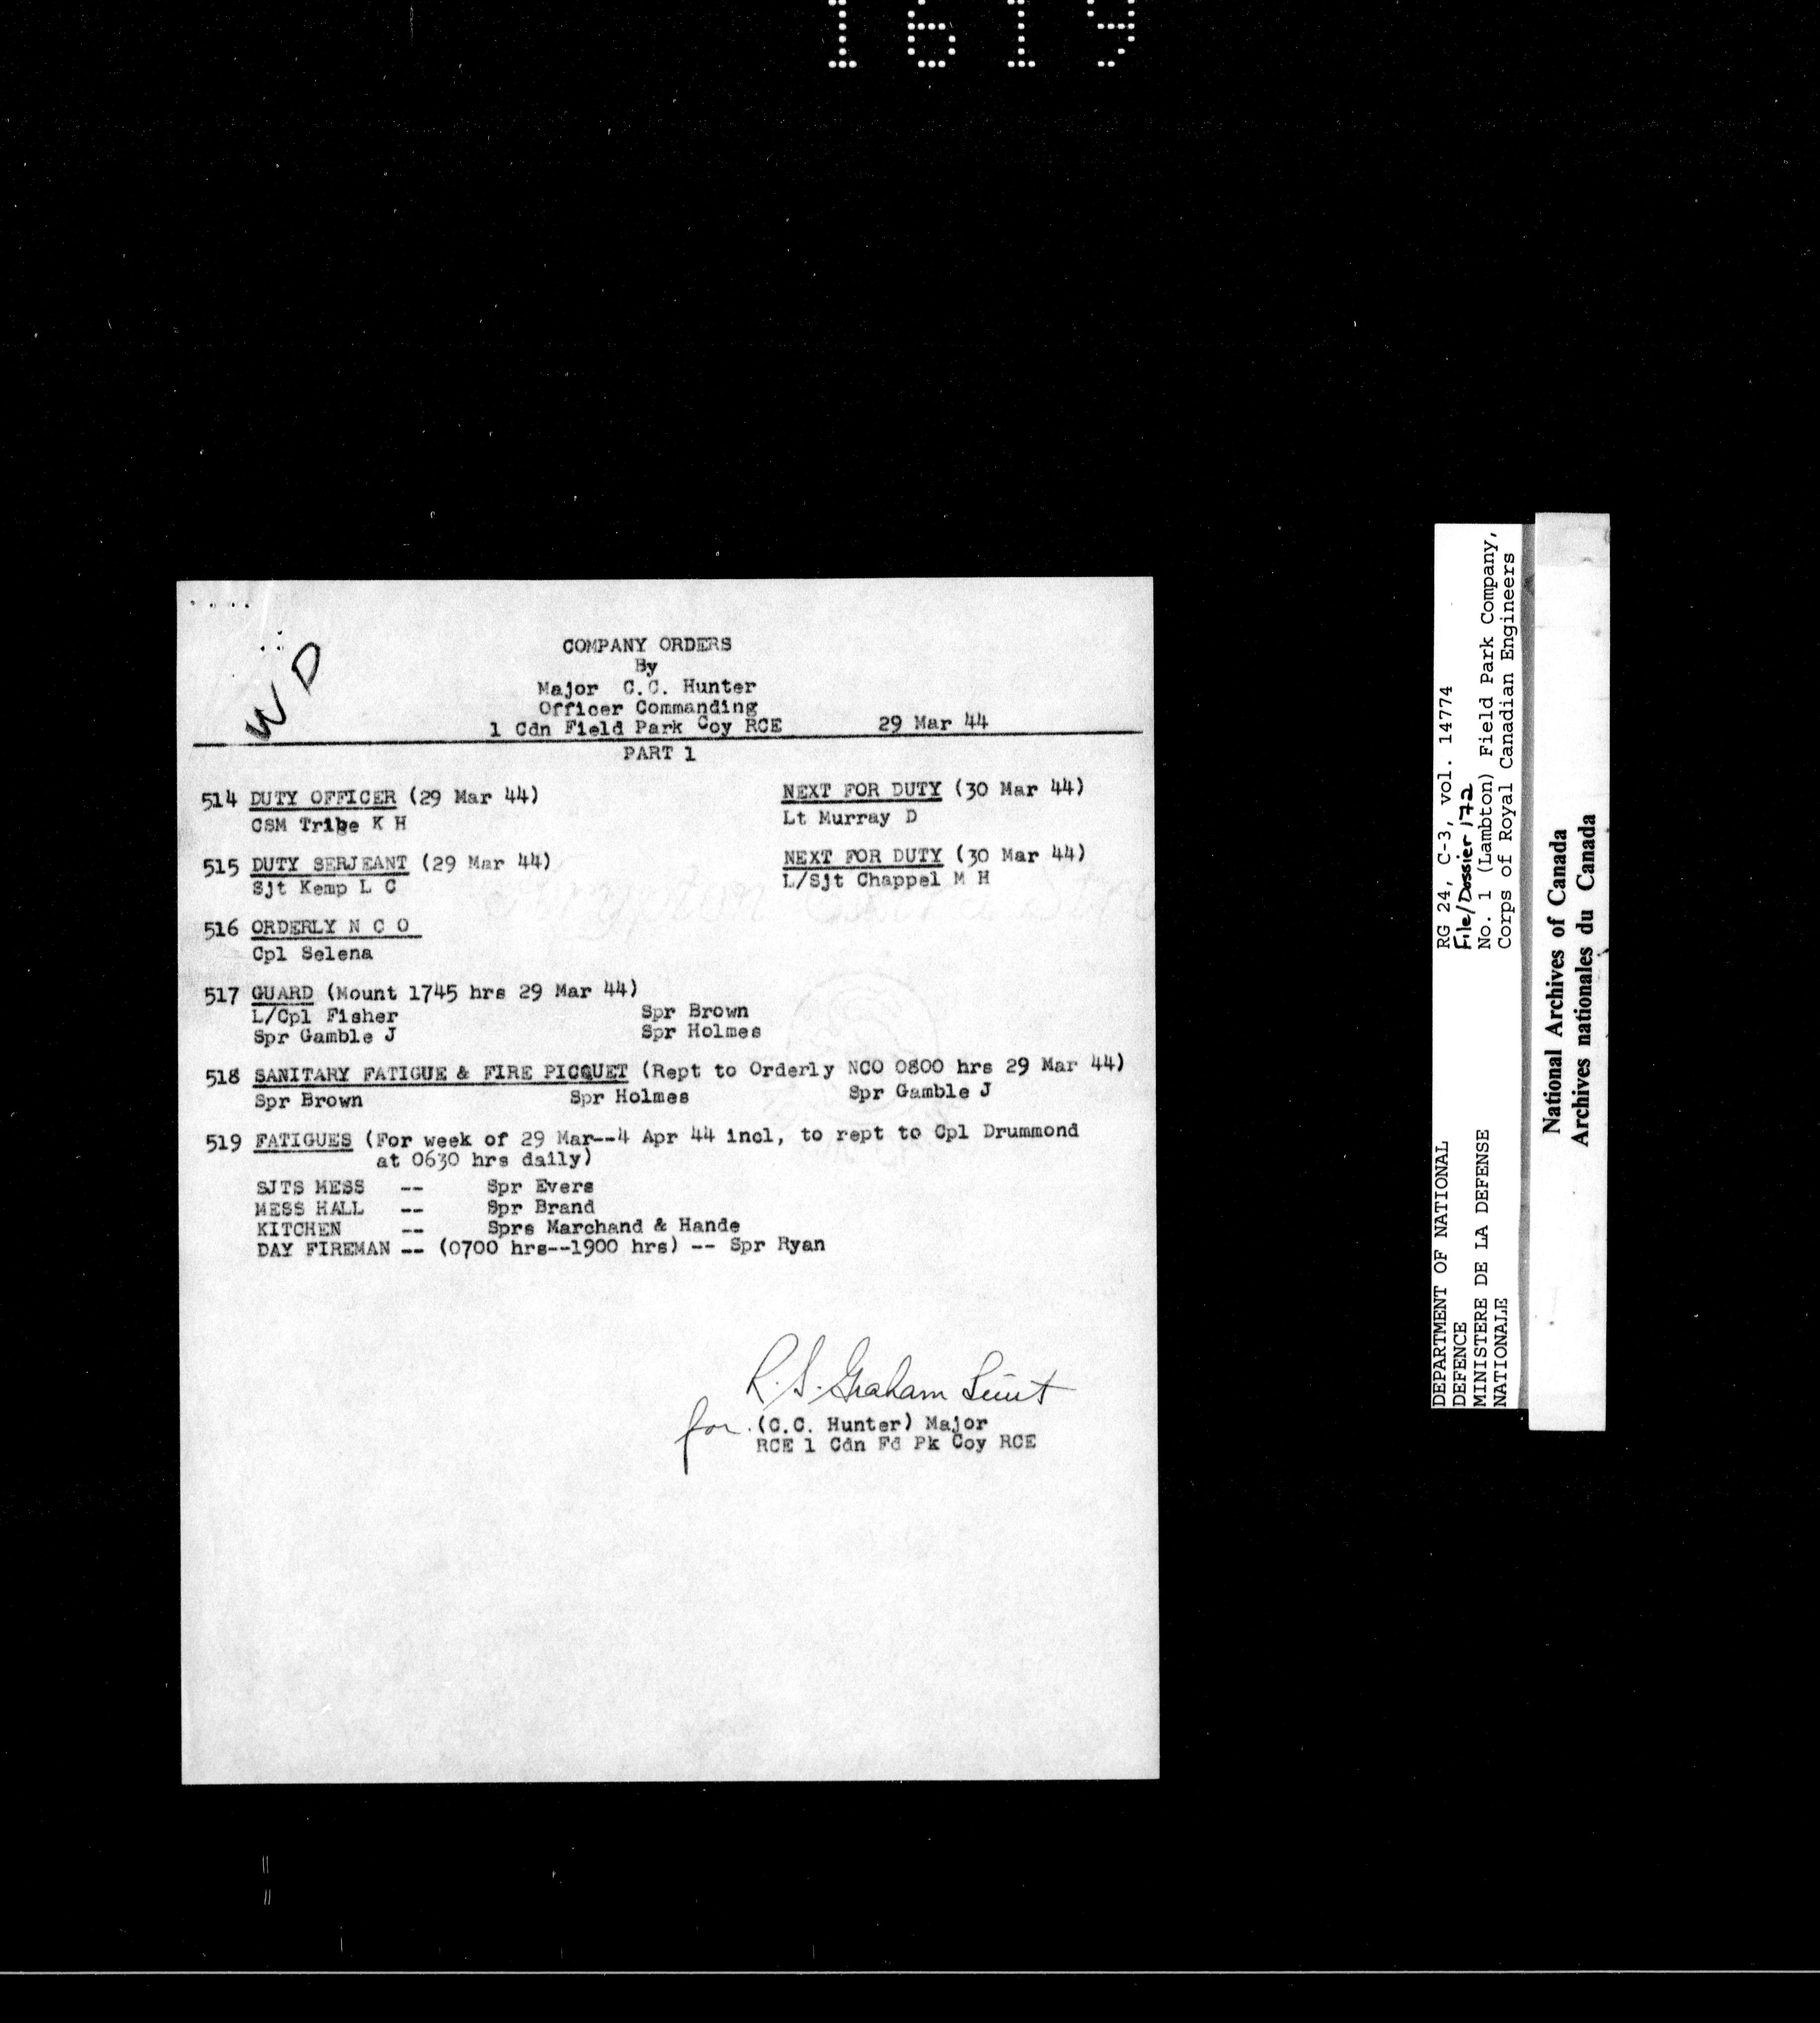 1619
WD
COMPANY ORDERS
By
Major C.C. Hunter
Officer Commanding
1 Cdn Field Park Coy RCE 29 Mar 44
PART 1
514 DUTY OFFICER (29 Mar 44) NEXT FOR DUTY (30 Mar 44)
CSM Tribe K H Lt Murray D
515 DUTY SERJEANT (29 Mar 44) NEXT FOR DUTY (30 Mar 44)
Sjt Kemp L C L/Sjt Chappel M H
516 ORDERLY N C O
Cpl Selena
517 GUARD (Mount 1745 hrs 29 Mar 44)
L/Cpl Fisher Spr Brown
Spr Gamble J Spr Holmes
518 SANITARY FATIGUE & FIRE PICQUET (Rept to Orderly NCO 0800 hrs 29 Mar 44)
Spr Brown Spr Holmes Spr Gamble J
519 FATIGUES (For week of 29 Mar--4 Apr 44 incl, to rept to Cpl Drummond
at 0630 hrs daily)
SJTS MESS -- Spr Evers
MESS HALL -- Spr Brand
KITCHEN -- Sprs Marchand & Hande
DAY FIREMAN -- (0700 hrs--1900 hrs) -- Spr Ryan
R. S. Graham Lieut
for (C.C. Hunter) Major
RCE 1 Cdn Fd Pk Coy RCE
DEPARTMENT OF NATIONAL
DEFENCE
MINISTERE DE LA DEFENSE
NATIONALE
RG 24, C-3, vol. 14774
File/Dossier 172
No. 1 (Lambton) Field Park Company,
Corps of Royal Canadian Engineers
National Archives of Canada
Archives nationales du Canada